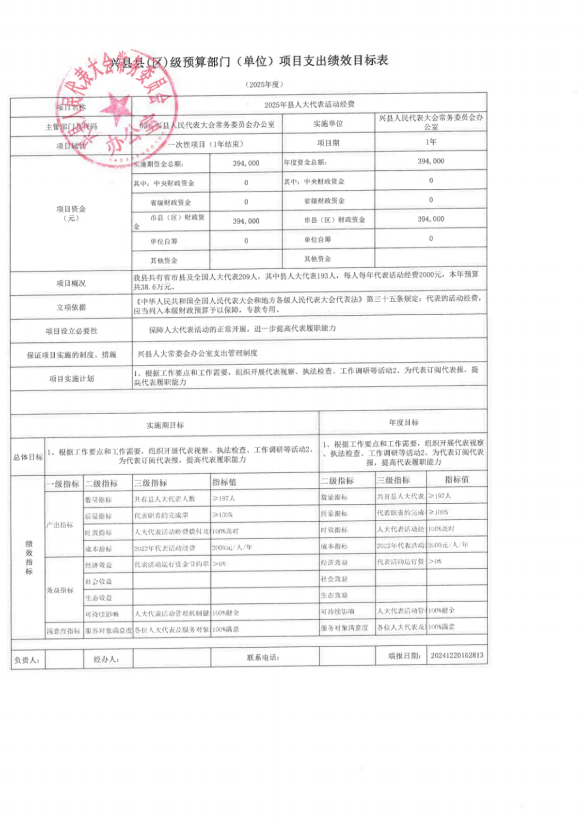 兴县县(区)级预算部门（单位）项目支出绩效目标表
（2025年度）
项目名称 2025年县人大代表活动经费
主管部门及代码 兴县人民代表大会常务委员会办公室 实施单位 兴县人民代表大会常务委员会办
公室
一次性项目（1年结束） 项目期 1年
项目资金
（元） 实施期资金总额： 394,000 年度资金总额： 394,000
其中：中央财政资金 0 其中：中央财政资金 0
省级财政资金 0 省级财政资金 0
市县（区）财政资
金 394,000 市县（区）财政资金 394,000
单位自筹 0 单位自筹 0
其他资金 其他资金
项目概况 我县共有省市县及全国人大代表209人，其中县人大代表193人，每人每年代表活动经费2000元，本年预算
共38.6万元。
立项依据 《中华人民共和国全国人民代表大会和地方各级人民代表大会代表法》第三十五条规定：代表的活动经费，
应当列入本级财政预算予以保障，专款专用。
项目设立必要性 保障人大代表活动的正常开展，进一步提高代表履职能力
保证项目实施的制度、措施 兴县人大常委会办公室支出管理制度
项目实施计划 1、根据工作要点和工作需要，组织开展代表视察、执法检查、工作调研等活动2、为代表订阅代表报，提
高代表履职能力
实施期目标 年度目标
总体目标 1、根据工作要点和工作需要，组织开展代表视察、执法检查、工作调研等活动2、
为代表订阅代表报，提高代表履职能力
1、根据工作要点和工作需要，组织开展代表视察
、执法检查、工作调研等活动2、为代表订阅代表
报，提高代表履职能力
绩效指标
一级指标 二级指标 三级指标 指标值 二级指标 三级指标 指标值
产出指标 数量指标 共有县人大代表人数 ≥197人 数量指标 共有县人大代表 ≥197人
质量指标 代表职责的完成率 ≥100% 质量指标 代表职责的完成 ≥100%
时效指标 人大代表活动经费拨付及 100%及时 时效指标 人大代表活动经 100%及时
成本指标 2022年代表活动经费 2000元/人/年 成本指标 2022年代表活动 2000元/人/年
效益指标 经济效益 代表活动运行资金节约率 >0% 经济效益 代表活动运行资 >0%
社会效益 社会效益
生态效益 生态效益
可持续影响 人大代表活动管理机制健 100%健全 可持续影响 人大代表活动管 100%健全
满意度指标 服务对象满意度 各位人大代表及服务对象 100%满意 服务对象满意度 各位人大代表及 100%满意
负责人： 经办人： 联系电话： 填报日期： 20241220162813